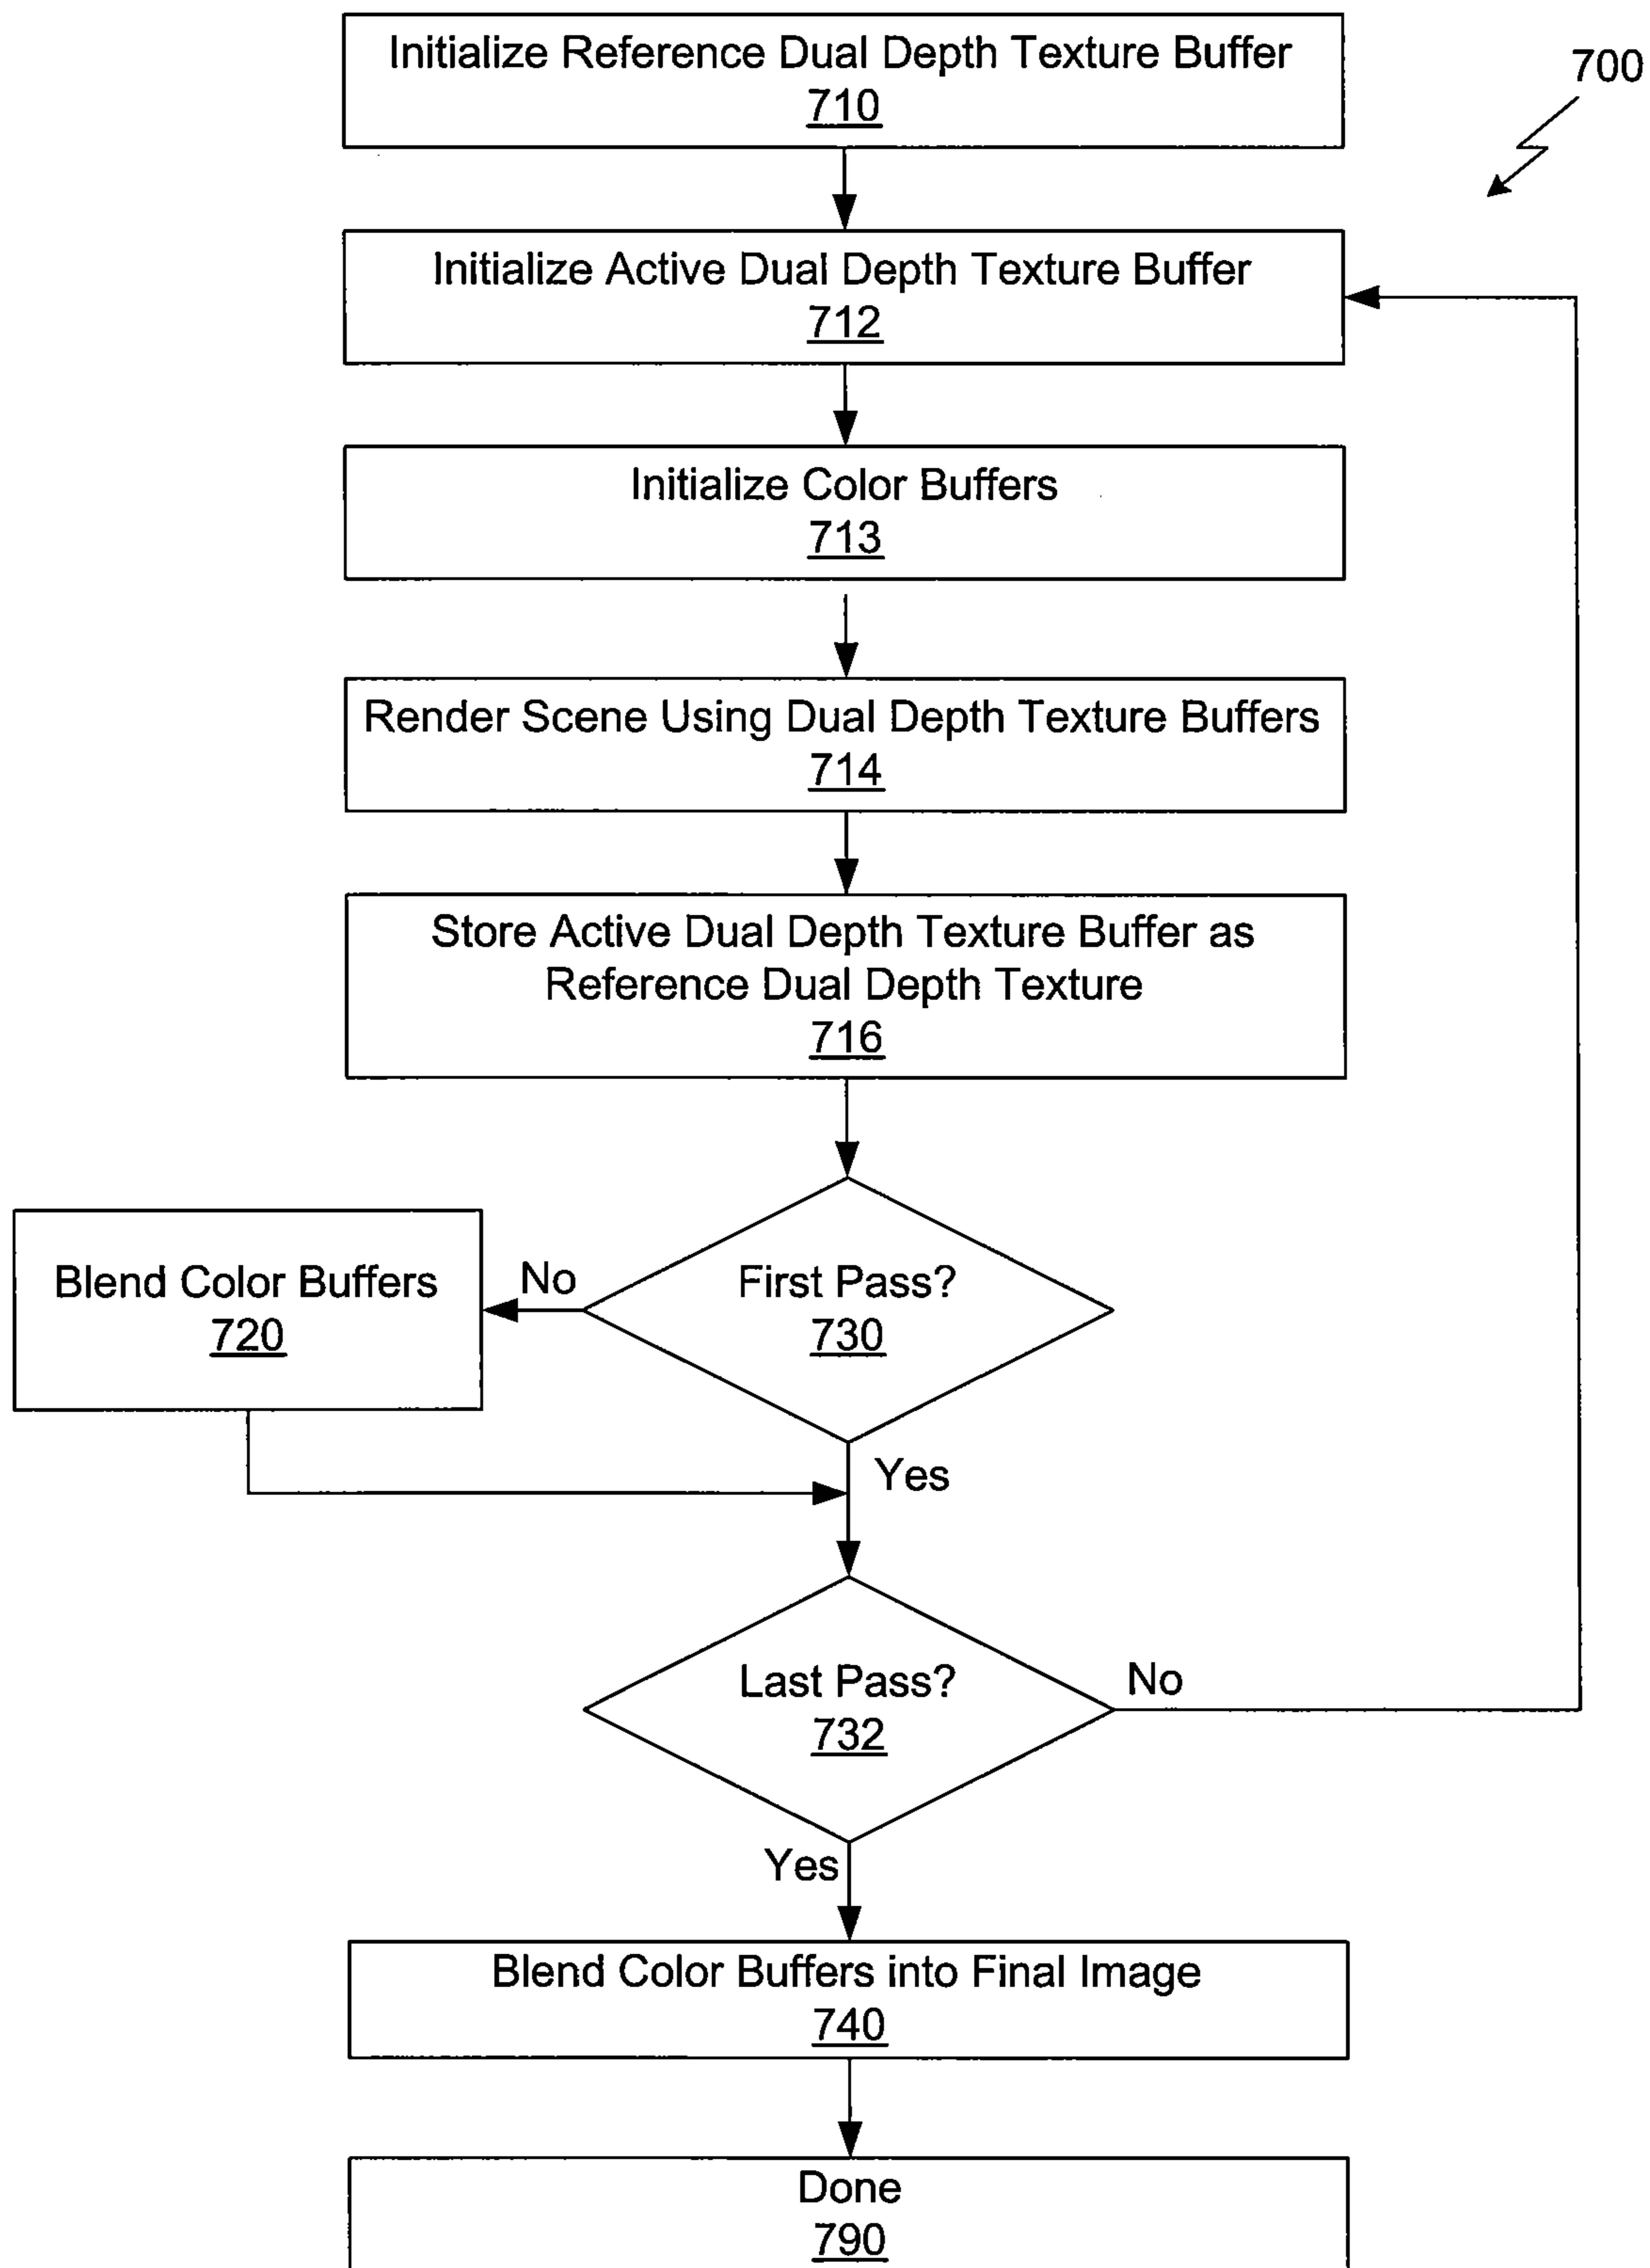 Initialize Reference Dual Depth Texture Buffer
710
700
Initialize Active Dual Depth Texture Buffer
712
Initialize Color Buffers
713
Render Scene Using Dual Depth Texture Buffers
714
Store Active Dual Depth Texture Buffer as
Reference Dual Depth Texture
716
Blend Color Buffers
720
No
First Pass?
730
Yes
Last Pass?
732
No
Yes
Blend Color Buffers into Final Image
740
Done
790